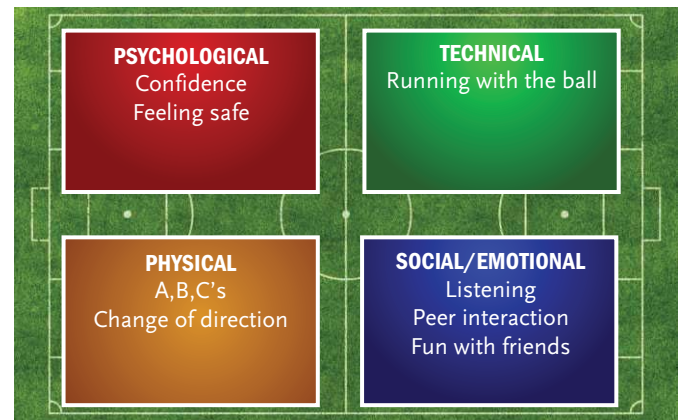 PSYCHOLOGICAL
Confidence
Feeling safe
TECHNICAL
Running with the ball
PHYSICAL
A,B,C's
Change of direction
SOCIAL/EMOTIONAL
Listening
Peer interaction
Fun with friends